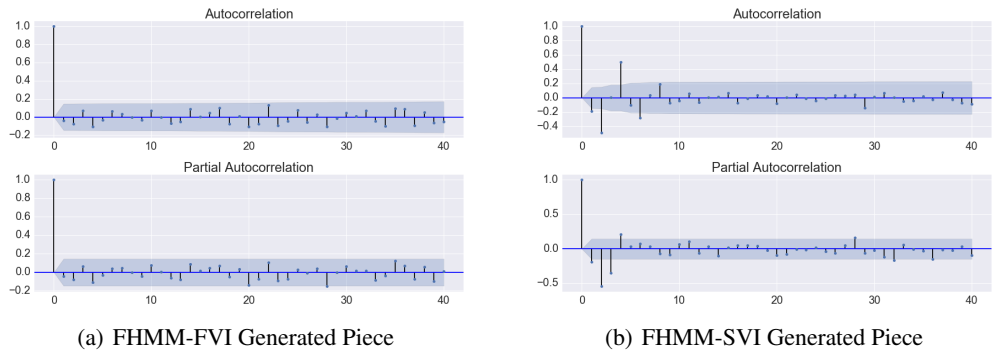 Autocorrelation
1.0
0.8
0.6
0.4
0.2
0.0
−0.2
0 10 20 30 40
Partial Autocorrelation
1.0
0.8
0.6
0.4
0.2
0.0
−0.2
0 10 20 30 40
(a) FHMM-FVI Generated Piece
Autocorrelation
1.0
0.8
0.6
0.4
0.2
0.0
−0.2
−0.4
0 10 20 30 40
Partial Autocorrelation
1.0
0.5
0.0
−0.5
0 10 20 30 40
(b) FHMM-SVI Generated Piece